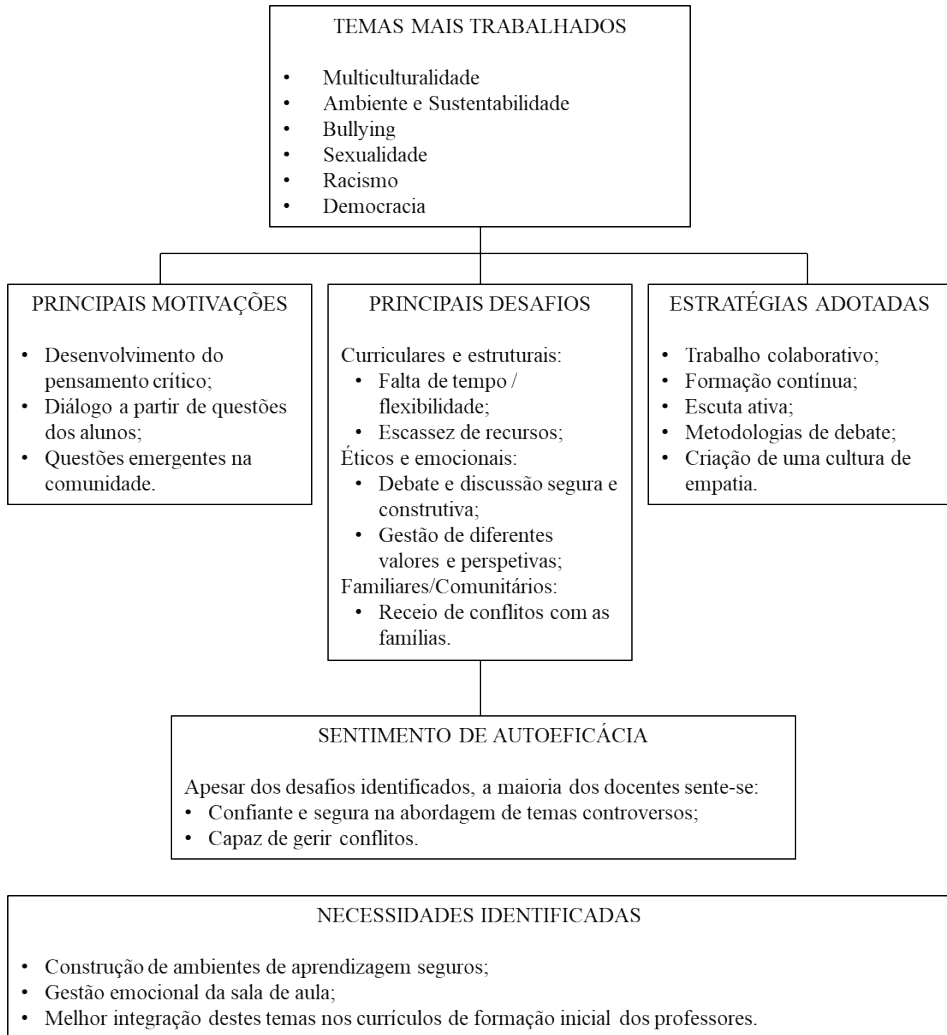 TEMAS MAIS TRABALHADOS
• Multiculturalidade
• Ambiente e Sustentabilidade
• Bullying
• Sexualidade
• Racismo
• Democracia
PRINCIPAIS MOTIVAÇÕES
• Desenvolvimento do
pensamento crítico;
• Diálogo a partir de questões
dos alunos;
• Questões emergentes na
comunidade.
PRINCIPAIS DESAFIOS
Curriculares e estruturais:
• Falta de tempo /
flexibilidade;
• Escassez de recursos;
Éticos e emocionais:
• Debate e discussão segura e
construtiva;
• Gestão de diferentes
valores e perspetivas;
Familiares/Comunitários:
• Receio de conflitos com as
famílias.
ESTRATÉGIAS ADOTADAS
• Trabalho colaborativo;
• Formação contínua;
• Escuta ativa;
• Metodologias de debate;
• Criação de uma cultura de
empatia.
SENTIMENTO DE AUTOEFICÁCIA
Apesar dos desafios identificados, a maioria dos docentes sente-se:
• Confiante e segura na abordagem de temas controversos;
• Capaz de gerir conflitos.
NECESSIDADES IDENTIFICADAS
• Construção de ambientes de aprendizagem seguros;
• Gestão emocional da sala de aula;
• Melhor integração destes temas nos currículos de formação inicial dos professores.